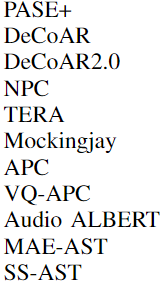 PASE+
DeCoAR
DeCoAR2.0
NPC
TERA
Mockingjay
APC
VQ-APC
Audio ALBERT
MAE-AST
SS-AST